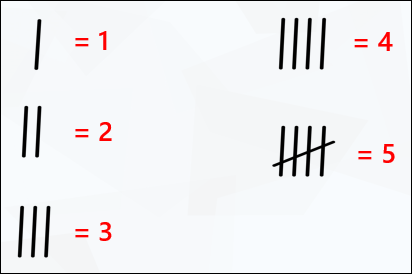 | = 1
|| = 2
||| = 3
|||| = 4
= 5